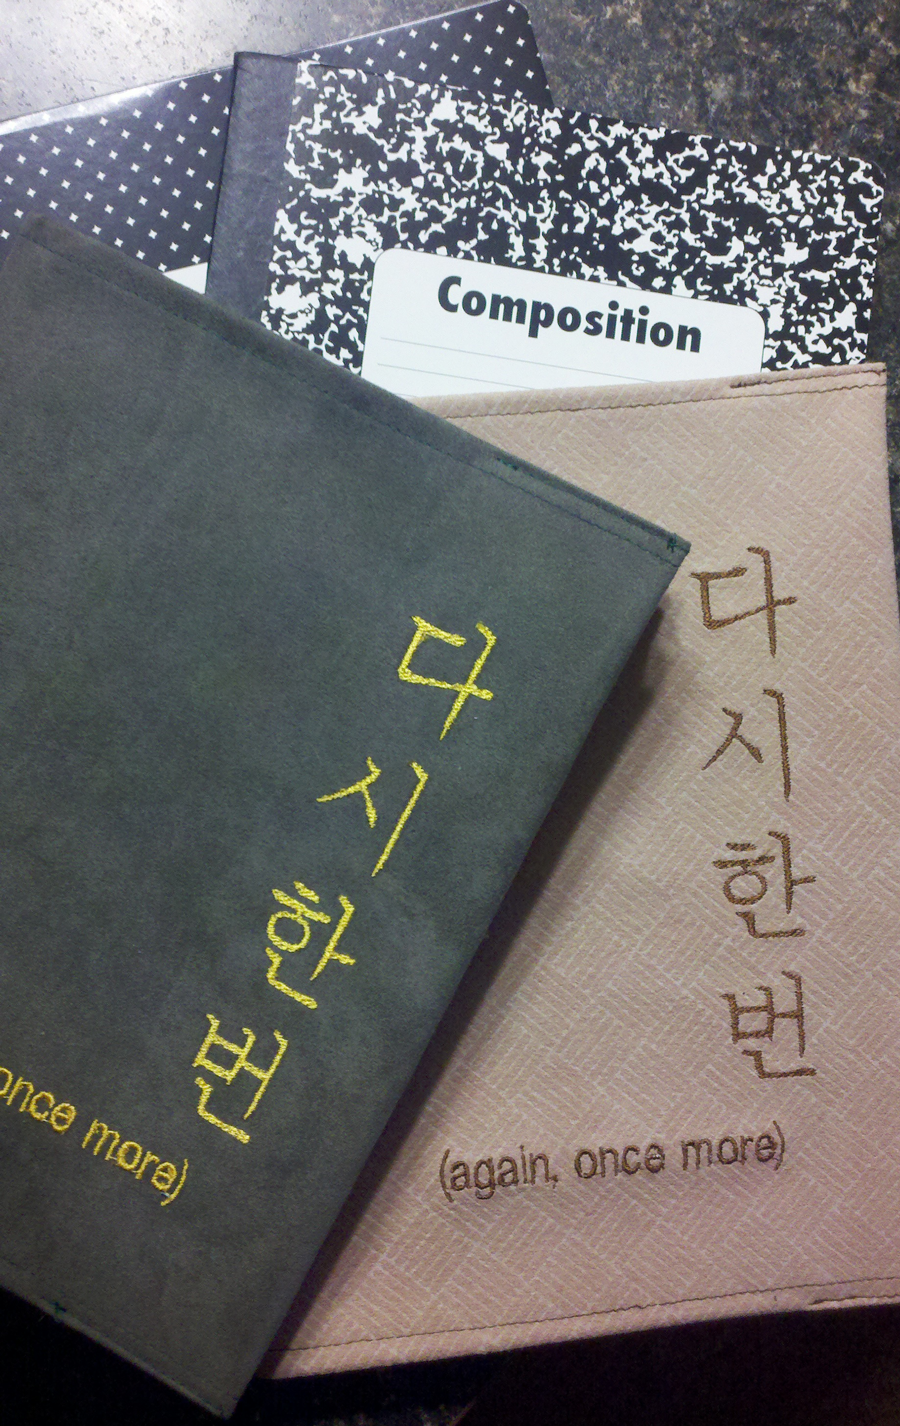 Composition
다
시
한
번
(again, once more)
다
시
한
번
once more)